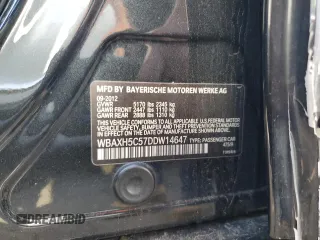 MFD BY BAYERISCHE MOTOREN WERKE AG
09-2012
GVWR 5170 lbs 2345 kg
GAWR FRONT 2447 lbs 1110 kg
GAWR REAR 2888 lbs 1310 kg
THIS VEHICLE CONFORMS TO ALL APPLICABLE
FEDERAL MOTOR VEHICLE SAFETY, BUMPER, AND
THEFT PREVENTION STANDARDS IN EFFECT ON THE
DATE OF MANUFACTURE SHOWN ABOVE.
WBAXH5C57DDW14647 TYPE: PASSENGER CAR
DREAMBID